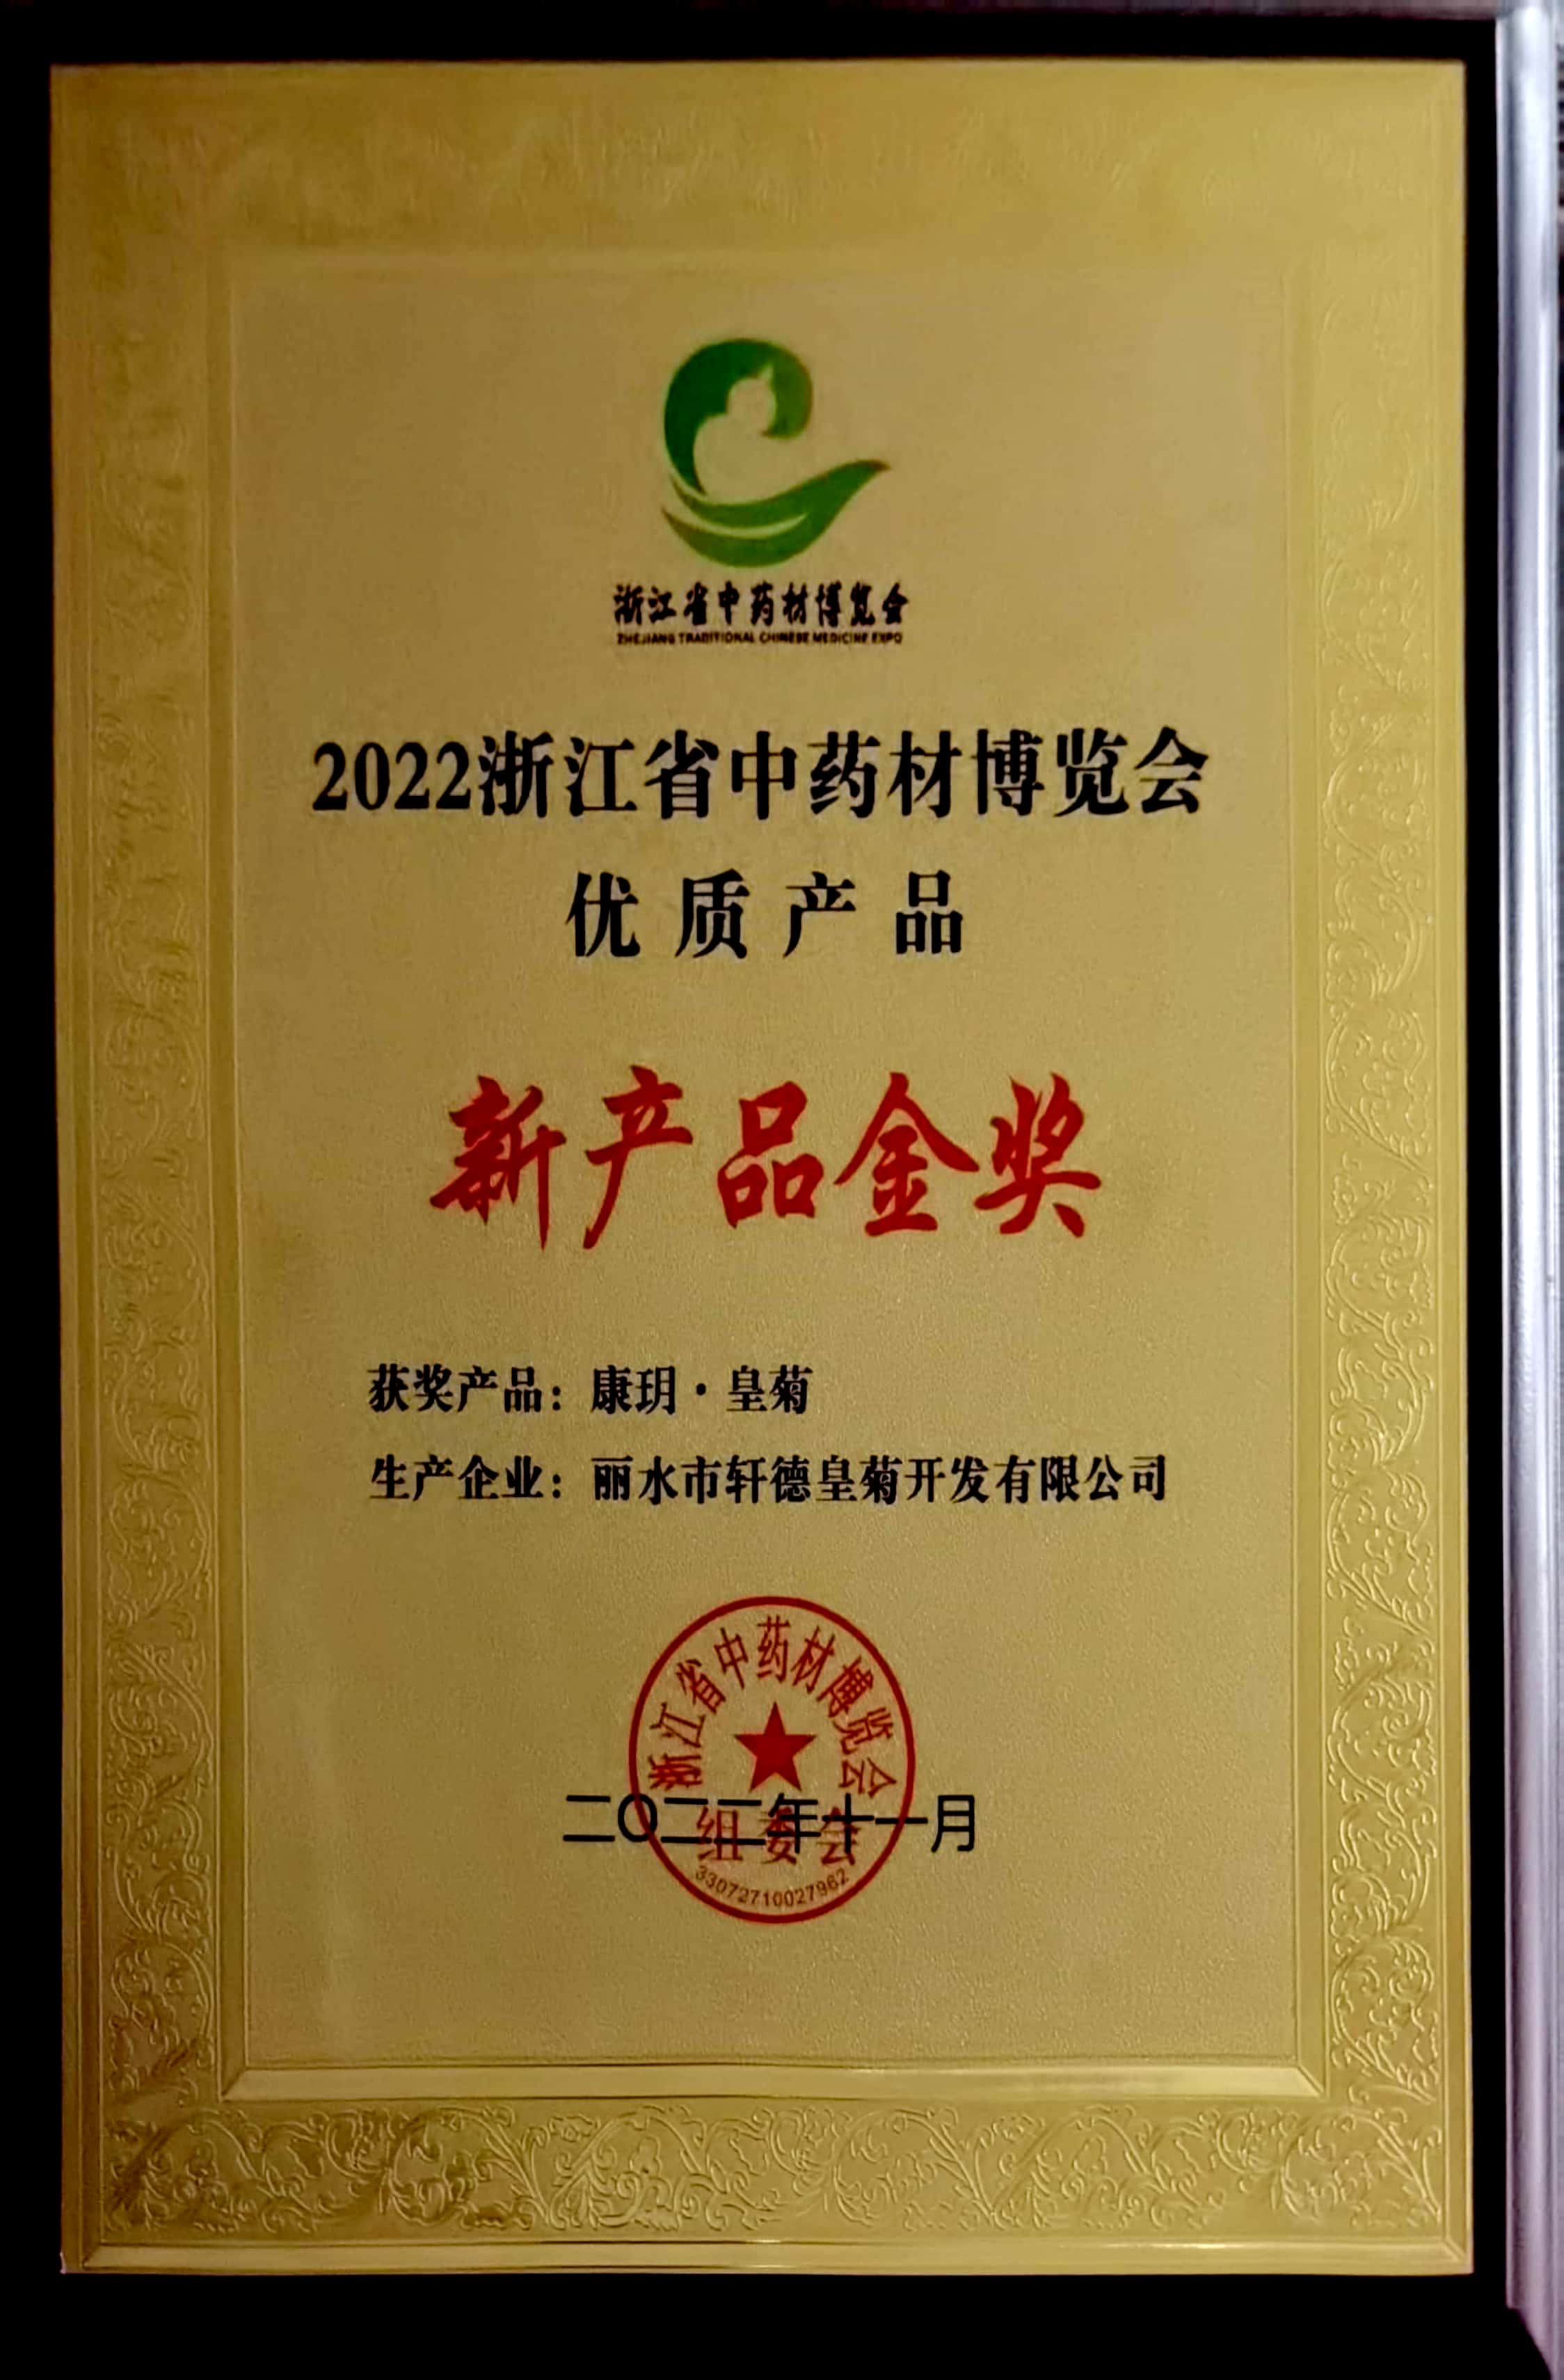 浙江省中药材博览会
ZHEJIANG TRADITIONAL CHINESE MEDICINE EXPO
2022浙江省中药材博览会
优质产品
新产品金奖
获奖产品：康玥·皇菊
生产企业：丽水市轩德皇菊开发有限公司
浙江省中药材博览会
二〇二二年十一月
组委会
33072710027962